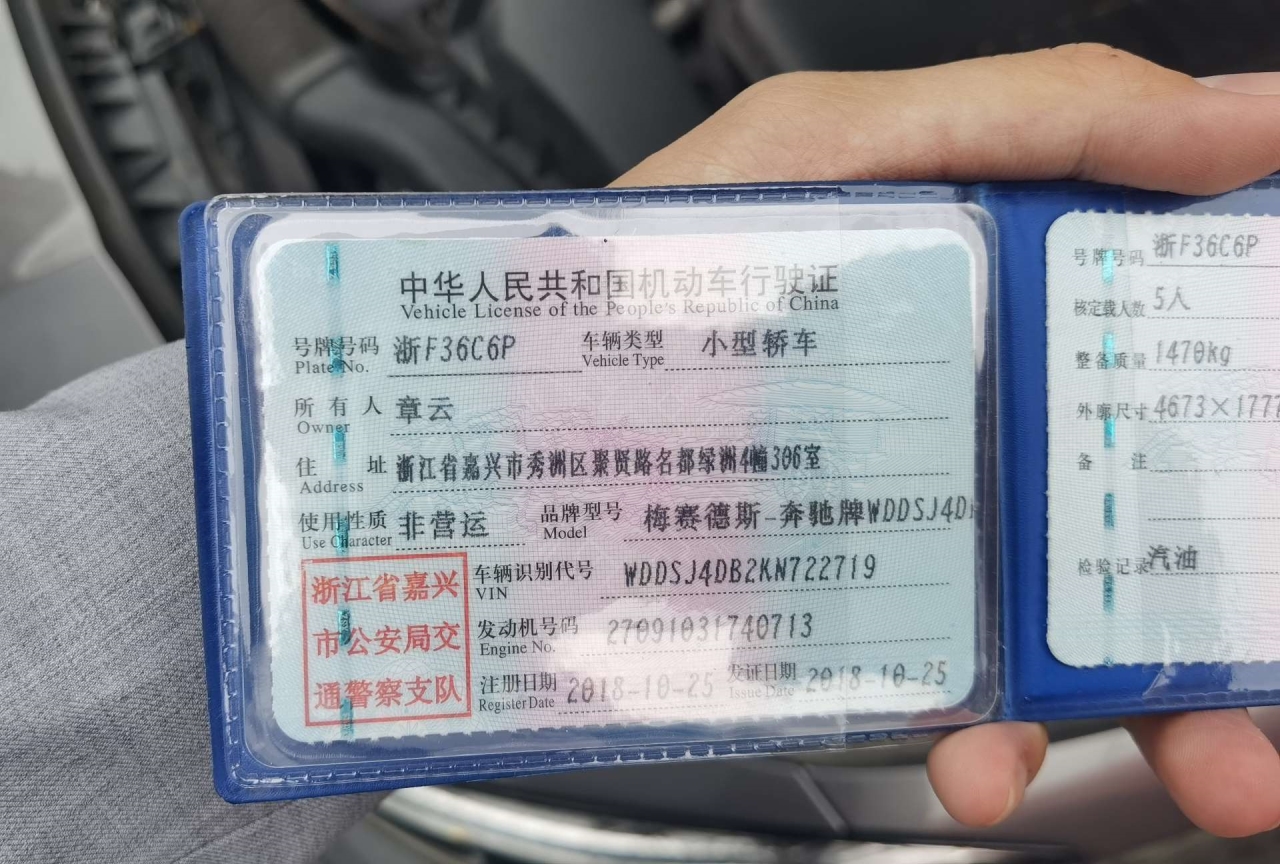 中华人民共和国机动车行驶证
Vehicle License of the People's Republic of China
号牌号码 浙F36C6P 车辆类型 小型轿车
Plate No. Vehicle Type
所有人 章云
Owner
住址 浙江省嘉兴市秀洲区聚贤路名都绿洲4幢306室
Address
使用性质 非营运 品牌型号 梅赛德斯-奔驰牌WDDSJ4D
Use Character Model
浙江省嘉兴
市公安局交
通警察支队
车辆识别代号 WDDSJ4DB2KN722719
VIN
发动机号码 27091031740713
Engine No.
注册日期 2018-10-25 发证日期 2018-10-25
Register Date Issue Date
号牌号码 浙F36C6P
核定载人数 5人
整备质量 1470kg
外廓尺寸 4673×1777
备注
检验记录 汽油